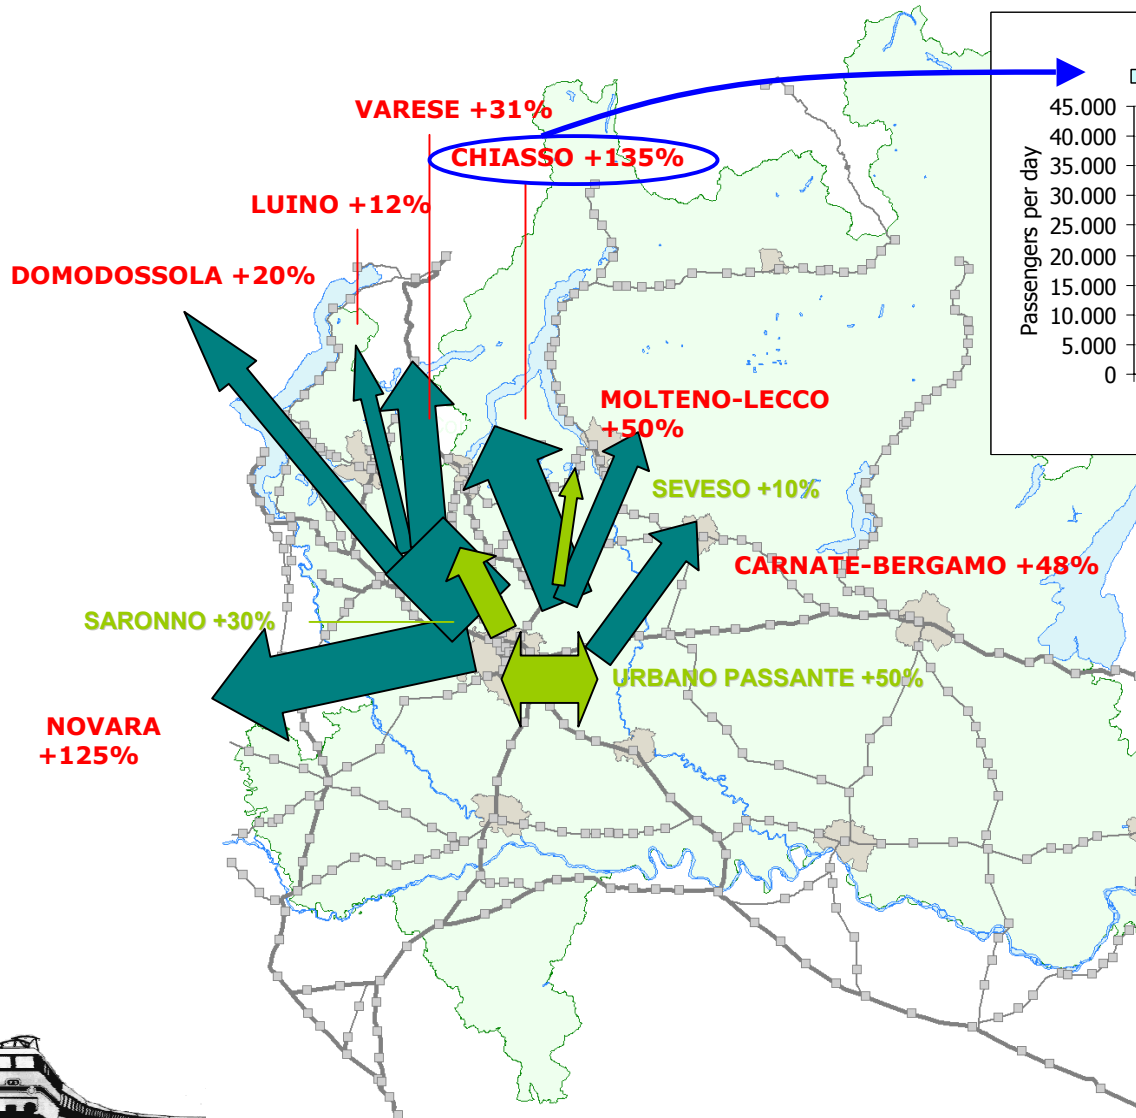 VARESE +31%
CHIASSO +135%
LUINO +12%
DOMODOSSOLA +20%
MOLTENO-LECCO
+50%
SEVESO +10%
CARNATE-BERGAMO +48%
SARONNO +30%
URBANO PASSANTE +50%
NOVARA
+125%
Passengers per day
45.000
40.000
35.000
30.000
25.000
20.000
15.000
10.000
5.000
0